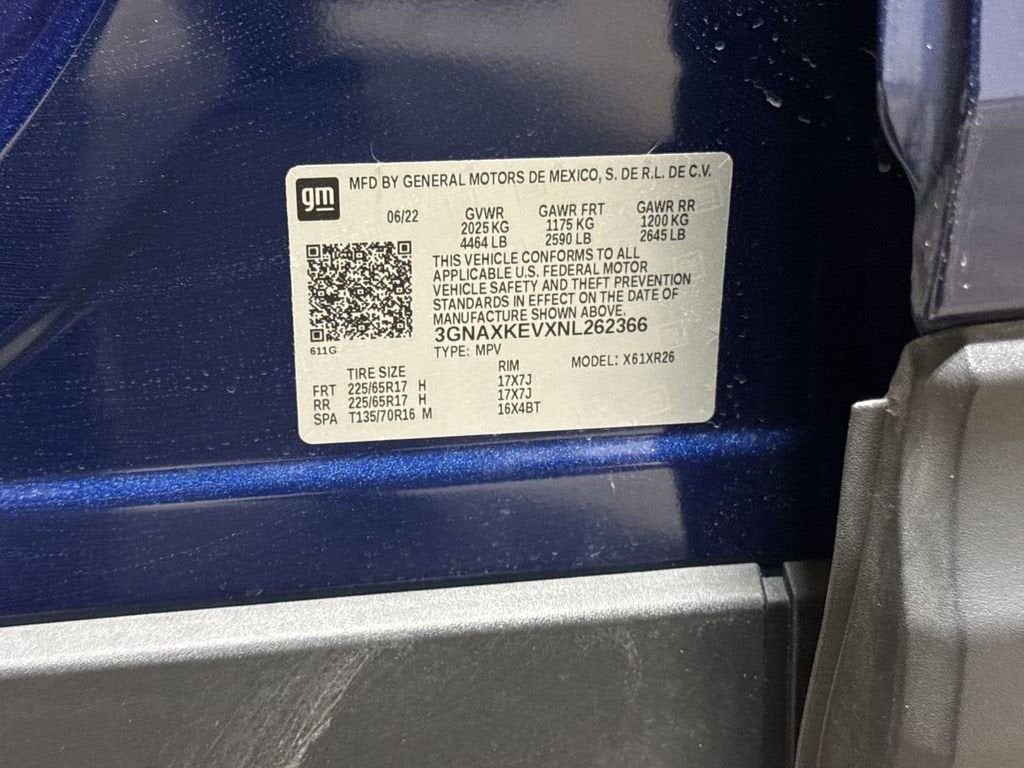 gm
MFD BY GENERAL MOTORS DE MEXICO, S. DE R.L. DE C.V.
06/22 GVWR GAWR FRT GAWR RR
2025 KG 1175 KG 1200 KG
4464 LB 2590 LB 2645 LB
THIS VEHICLE CONFORMS TO ALL
APPLICABLE U.S. FEDERAL MOTOR
VEHICLE SAFETY AND THEFT PREVENTION
STANDARDS IN EFFECT ON THE DATE OF
MANUFACTURE SHOWN ABOVE.
3GNAXKEVXNL262366
611G
TYPE: MPV MODEL: X61XR26
TIRE SIZE RIM
FRT 225/65R17 H 17X7J
RR 225/65R17 H 17X7J
SPA T135/70R16 M 16X4BT